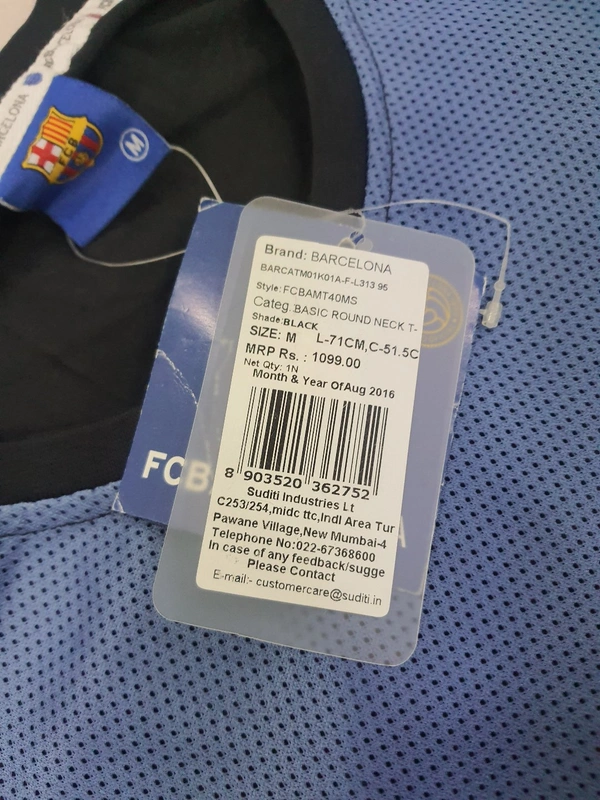 BARCELONA
FCB
M
Brand: BARCELONA
BARCATM01K01A-F-L313 95
Style: FCBAMT40MS
Categ. BASIC ROUND NECK T-
Shade:BLACK
SIZE: M L-71CM,C-51.5C
MRP Rs. : 1099.00
Net Qty: 1N
Month & Year OfAug 2016
8 903520 362752
Suditi Industries Lt
C253/254,midc ttc,Indl Area Tur
Pawane Village,New Mumbai-4
Telephone No:022-67368600
In case of any feedback/sugge
Please Contact
E-mail:- customercare@suditi.in
FCB